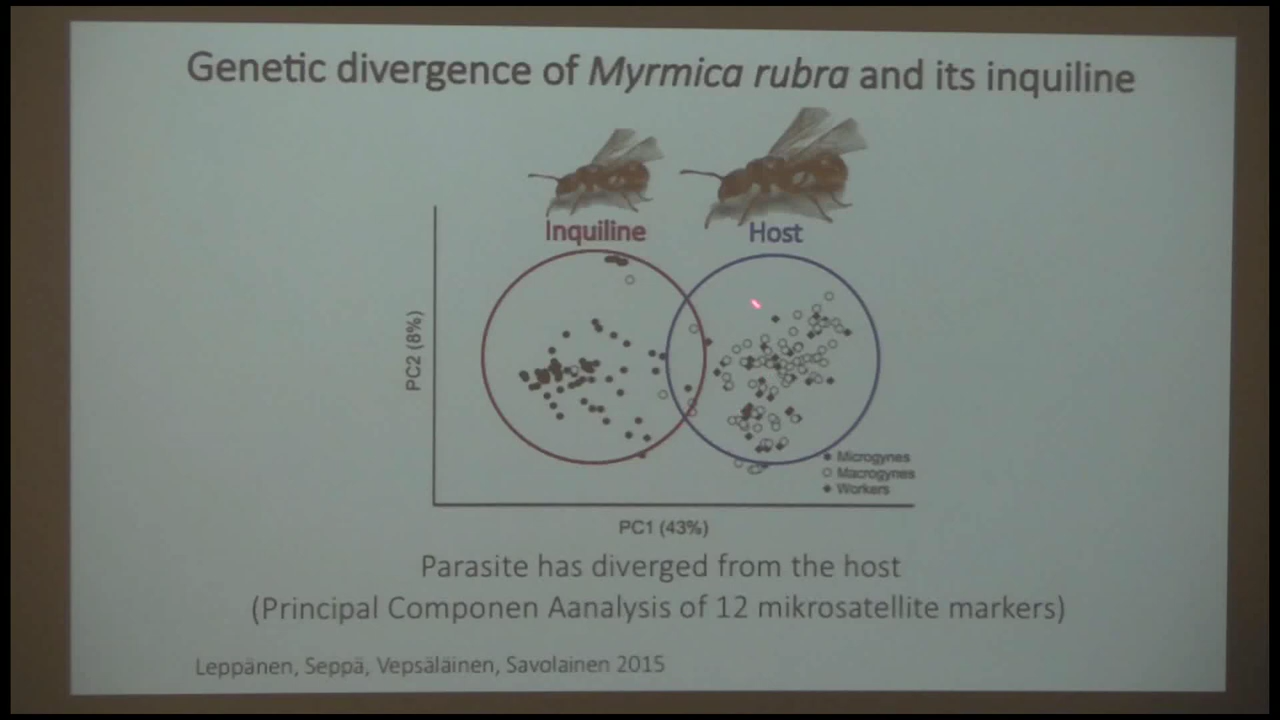 Genetic divergence of Myrmica rubra and its inquiline
Inquiline
Host
PC2 (8%)
Microgynes
Macrogynes
Workers
PC1 (43%)
Parasite has diverged from the host
(Principal Componen Aanalysis of 12 mikrosatellite markers)
Leppänen, Seppä, Vepsäläinen, Savolainen 2015